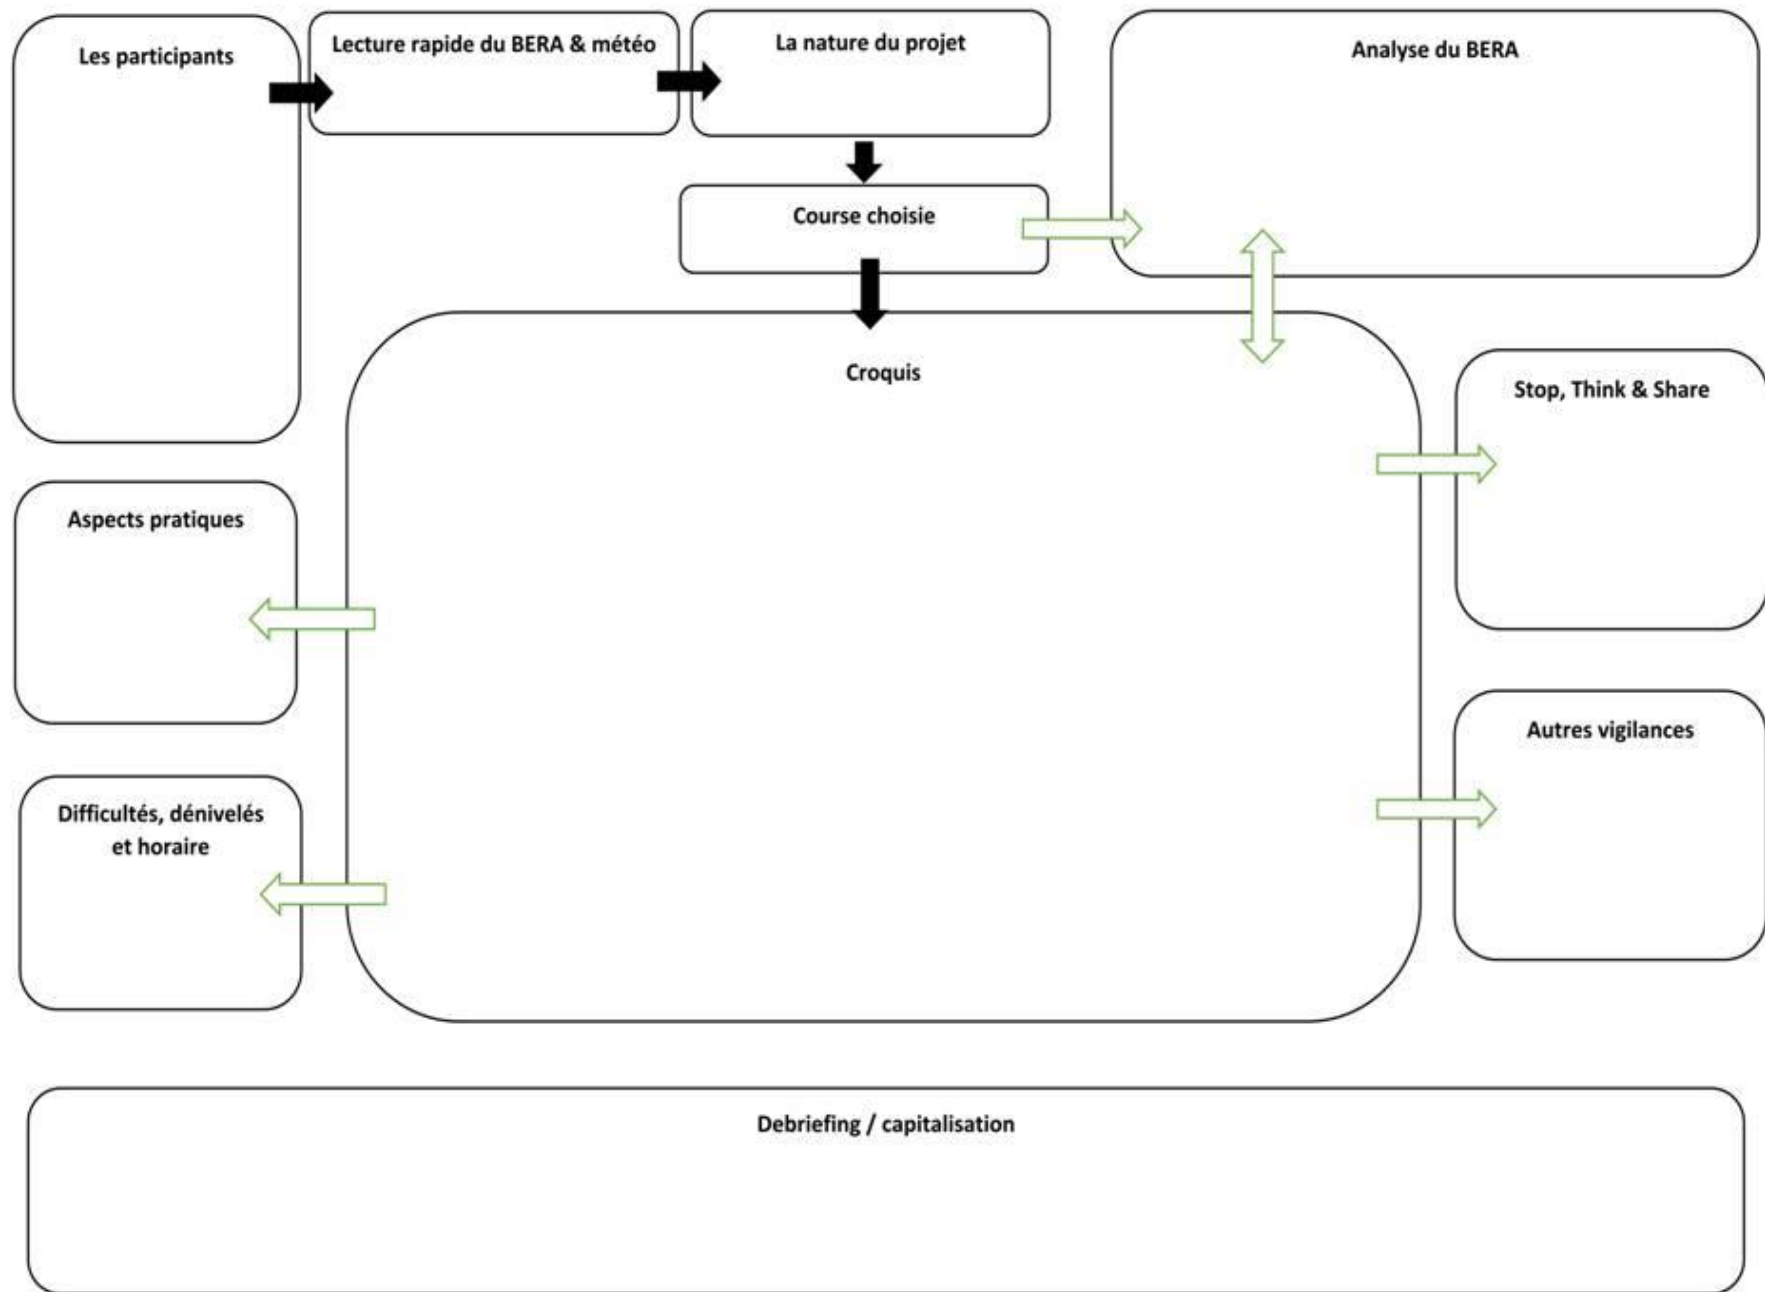 Les participants
Lecture rapide du BERA & météo
La nature du projet
Analyse du BERA
Course choisie
Croquis
Stop, Think & Share
Aspects pratiques
Autres vigilances
Difficultés, dénivelés
et horaire
Debriefing / capitalisation